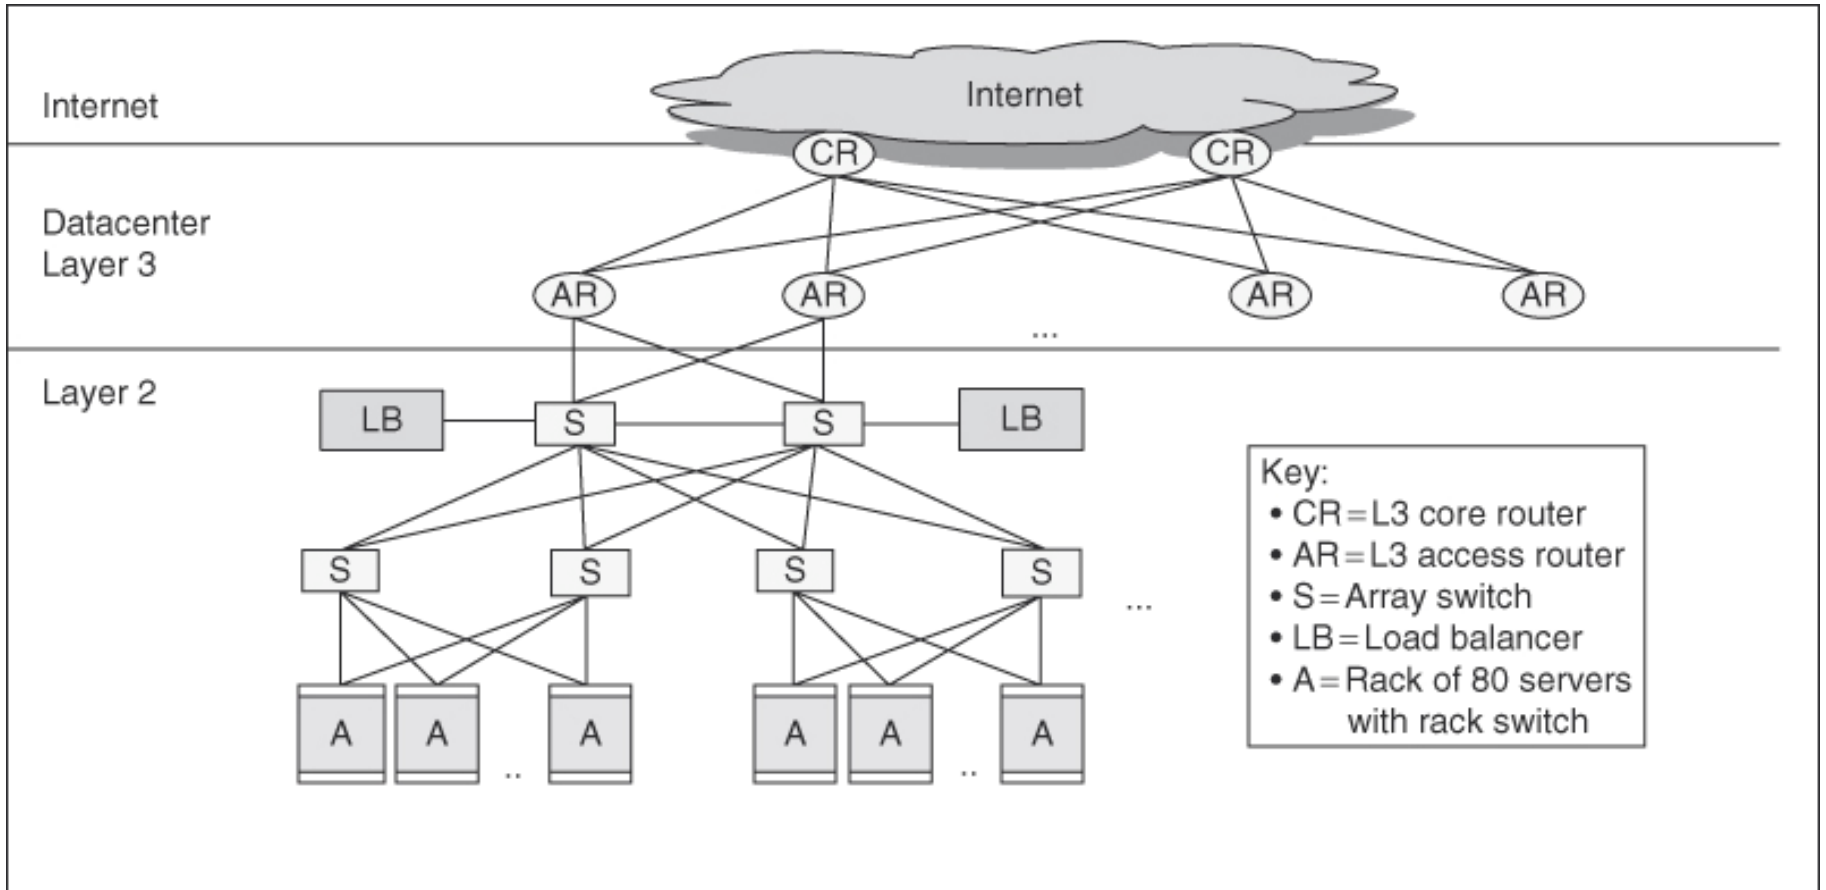 Internet
Internet
CR CR
Datacenter
Layer 3
AR AR AR AR
...
Layer 2
LB S S LB
S S S S
...
A A .. A A A .. A
Key:
• CR=L3 core router
• AR=L3 access router
• S=Array switch
• LB=Load balancer
• A=Rack of 80 servers
with rack switch